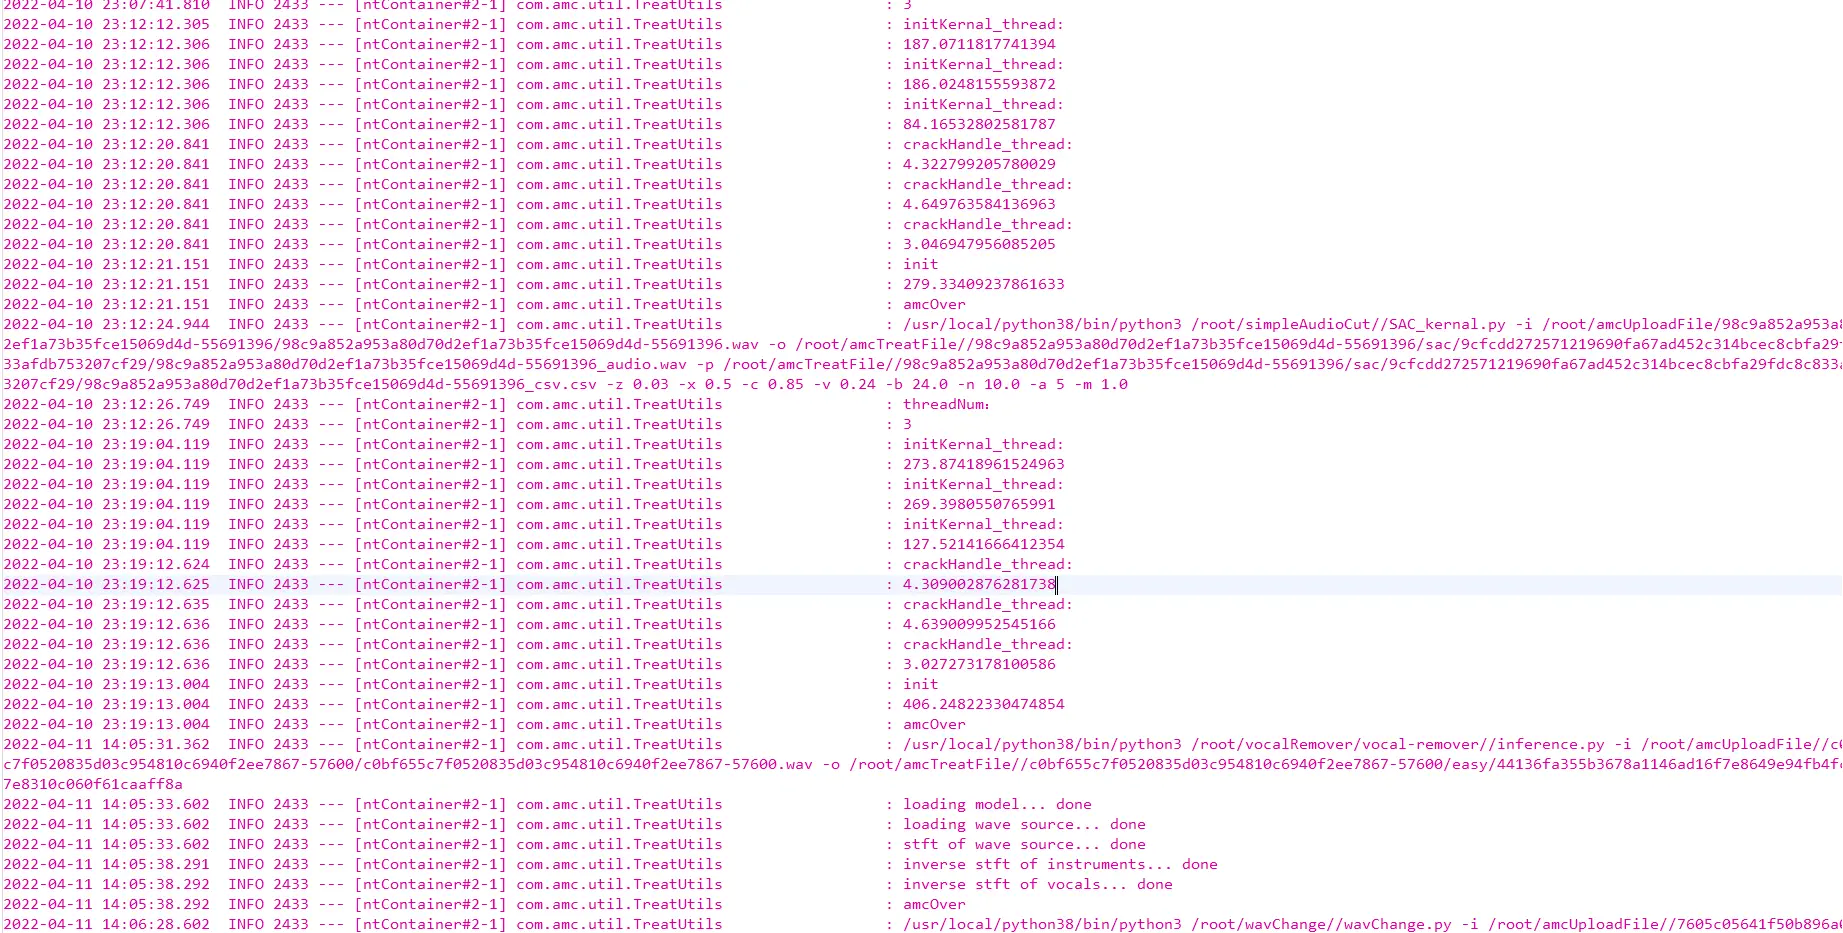 2022-04-10 23:07:41.810  INFO 2433 --- [ntContainer#2-1] com.amc.util.TreatUtils                  : 3
2022-04-10 23:12:12.305  INFO 2433 --- [ntContainer#2-1] com.amc.util.TreatUtils                  : initKernal_thread:
2022-04-10 23:12:12.306  INFO 2433 --- [ntContainer#2-1] com.amc.util.TreatUtils                  : 187.0711817741394
2022-04-10 23:12:12.306  INFO 2433 --- [ntContainer#2-1] com.amc.util.TreatUtils                  : initKernal_thread:
2022-04-10 23:12:12.306  INFO 2433 --- [ntContainer#2-1] com.amc.util.TreatUtils                  : 186.0248155593872
2022-04-10 23:12:12.306  INFO 2433 --- [ntContainer#2-1] com.amc.util.TreatUtils                  : initKernal_thread:
2022-04-10 23:12:12.306  INFO 2433 --- [ntContainer#2-1] com.amc.util.TreatUtils                  : 84.16532802581787
2022-04-10 23:12:20.841  INFO 2433 --- [ntContainer#2-1] com.amc.util.TreatUtils                  : crackHandle_thread:
2022-04-10 23:12:20.841  INFO 2433 --- [ntContainer#2-1] com.amc.util.TreatUtils                  : 4.322799205780029
2022-04-10 23:12:20.841  INFO 2433 --- [ntContainer#2-1] com.amc.util.TreatUtils                  : crackHandle_thread:
2022-04-10 23:12:20.841  INFO 2433 --- [ntContainer#2-1] com.amc.util.TreatUtils                  : 4.649763584136963
2022-04-10 23:12:20.841  INFO 2433 --- [ntContainer#2-1] com.amc.util.TreatUtils                  : crackHandle_thread:
2022-04-10 23:12:20.841  INFO 2433 --- [ntContainer#2-1] com.amc.util.TreatUtils                  : 3.046947956085205
2022-04-10 23:12:21.151  INFO 2433 --- [ntContainer#2-1] com.amc.util.TreatUtils                  : init
2022-04-10 23:12:21.151  INFO 2433 --- [ntContainer#2-1] com.amc.util.TreatUtils                  : 279.33409237861633
2022-04-10 23:12:21.151  INFO 2433 --- [ntContainer#2-1] com.amc.util.TreatUtils                  : amcOver
2022-04-10 23:12:24.944  INFO 2433 --- [ntContainer#2-1] com.amc.util.TreatUtils                  : /usr/local/python38/bin/python3 /root/simpleAudioCut//SAC_kernal.py -i /root/amcUploadFile/98c9a852a953a8
2ef1a73b35fce15069d4d-55691396/98c9a852a953a80d70d2ef1a73b35fce15069d4d-55691396.wav -o /root/amcTreatFile//98c9a852a953a80d70d2ef1a73b35fce15069d4d-55691396/sac/9cfcdd272571219690fa67ad452c314bcec8cbfa29f
33afdb753207cf29/98c9a852a953a80d70d2ef1a73b35fce15069d4d-55691396_audio.wav -p /root/amcTreatFile//98c9a852a953a80d70d2ef1a73b35fce15069d4d-55691396/sac/9cfcdd272571219690fa67ad452c314bcec8cbfa29fdc8c833a
3207cf29/98c9a852a953a80d70d2ef1a73b35fce15069d4d-55691396_csv.csv -z 0.03 -x 0.5 -c 0.85 -v 0.24 -b 24.0 -n 10.0 -a 5 -m 1.0
2022-04-10 23:12:26.749  INFO 2433 --- [ntContainer#2-1] com.amc.util.TreatUtils                  : threadNum：
2022-04-10 23:12:26.749  INFO 2433 --- [ntContainer#2-1] com.amc.util.TreatUtils                  : 3
2022-04-10 23:19:04.119  INFO 2433 --- [ntContainer#2-1] com.amc.util.TreatUtils                  : initKernal_thread:
2022-04-10 23:19:04.119  INFO 2433 --- [ntContainer#2-1] com.amc.util.TreatUtils                  : 273.87418961524963
2022-04-10 23:19:04.119  INFO 2433 --- [ntContainer#2-1] com.amc.util.TreatUtils                  : initKernal_thread:
2022-04-10 23:19:04.119  INFO 2433 --- [ntContainer#2-1] com.amc.util.TreatUtils                  : 269.3980550765991
2022-04-10 23:19:04.119  INFO 2433 --- [ntContainer#2-1] com.amc.util.TreatUtils                  : initKernal_thread:
2022-04-10 23:19:04.119  INFO 2433 --- [ntContainer#2-1] com.amc.util.TreatUtils                  : 127.52141666412354
2022-04-10 23:19:12.624  INFO 2433 --- [ntContainer#2-1] com.amc.util.TreatUtils                  : crackHandle_thread:
2022-04-10 23:19:12.625  INFO 2433 --- [ntContainer#2-1] com.amc.util.TreatUtils                  : 4.309002876281738
2022-04-10 23:19:12.635  INFO 2433 --- [ntContainer#2-1] com.amc.util.TreatUtils                  : crackHandle_thread:
2022-04-10 23:19:12.636  INFO 2433 --- [ntContainer#2-1] com.amc.util.TreatUtils                  : 4.639009952545166
2022-04-10 23:19:12.636  INFO 2433 --- [ntContainer#2-1] com.amc.util.TreatUtils                  : crackHandle_thread:
2022-04-10 23:19:12.636  INFO 2433 --- [ntContainer#2-1] com.amc.util.TreatUtils                  : 3.027273178100586
2022-04-10 23:19:13.004  INFO 2433 --- [ntContainer#2-1] com.amc.util.TreatUtils                  : init
2022-04-10 23:19:13.004  INFO 2433 --- [ntContainer#2-1] com.amc.util.TreatUtils                  : 406.24822330474854
2022-04-10 23:19:13.004  INFO 2433 --- [ntContainer#2-1] com.amc.util.TreatUtils                  : amcOver
2022-04-11 14:05:31.362  INFO 2433 --- [ntContainer#2-1] com.amc.util.TreatUtils                  : /usr/local/python38/bin/python3 /root/vocalRemover/vocal-remover//inference.py -i /root/amcUploadFile//c0
c7f0520835d03c954810c6940f2ee7867-57600/c0bf655c7f0520835d03c954810c6940f2ee7867-57600.wav -o /root/amcTreatFile//c0bf655c7f0520835d03c954810c6940f2ee7867-57600/easy/44136fa355b3678a1146ad16f7e8649e94fb4fc
7e8310c060f61caaff8a
2022-04-11 14:05:33.602  INFO 2433 --- [ntContainer#2-1] com.amc.util.TreatUtils                  : loading model... done
2022-04-11 14:05:33.602  INFO 2433 --- [ntContainer#2-1] com.amc.util.TreatUtils                  : loading wave source... done
2022-04-11 14:05:33.602  INFO 2433 --- [ntContainer#2-1] com.amc.util.TreatUtils                  : stft of wave source... done
2022-04-11 14:05:38.291  INFO 2433 --- [ntContainer#2-1] com.amc.util.TreatUtils                  : inverse stft of instruments... done
2022-04-11 14:05:38.292  INFO 2433 --- [ntContainer#2-1] com.amc.util.TreatUtils                  : inverse stft of vocals... done
2022-04-11 14:05:38.292  INFO 2433 --- [ntContainer#2-1] com.amc.util.TreatUtils                  : amcOver
2022-04-11 14:06:28.602  INFO 2433 --- [ntContainer#2-1] com.amc.util.TreatUtils                  : /usr/local/python38/bin/python3 /root/wavChange//wavChange.py -i /root/amcUploadFile//7605c05641f50b896a0